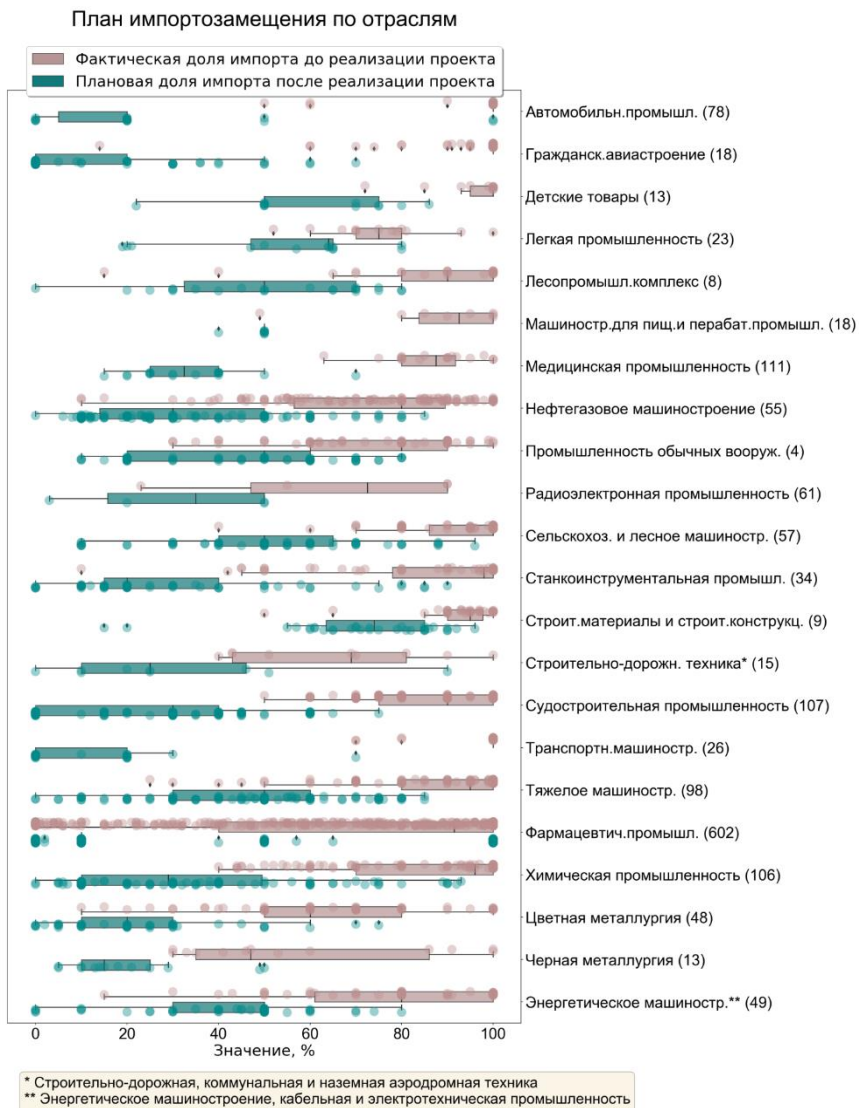 План импортозамещения по отраслям
Фактическая доля импорта до реализации проекта
Плановая доля импорта после реализации проекта
Автомобильн.промышл. (78)
Гражданск.авиастроение (18)
Детские товары (13)
Легкая промышленность (23)
Лесопромышл.комплекс (8)
Машиностр.для пищ.и перабат.промышл. (18)
Медицинская промышленность (111)
Нефтегазовое машиностроение (55)
Промышленность обычных вооруж. (4)
Радиоэлектронная промышленность (61)
Сельскохоз. и лесное машиностр. (57)
Станкоинструментальная промышл. (34)
Строит.материалы и строит.конструкц. (9)
Строительно-дорожн. техника* (15)
Судостроительная промышленность (107)
Транспортн.машиностр. (26)
Тяжелое машиностр. (98)
Фармацевтич.промышл. (602)
Химическая промышленность (106)
Цветная металлургия (48)
Черная металлургия (13)
Энергетическое машиностр.** (49)
0 20 40 60 80 100
Значение, %
* Строительно-дорожная, коммунальная и наземная аэродромная техника
** Энергетическое машиностроение, кабельная и электротехническая промышленность